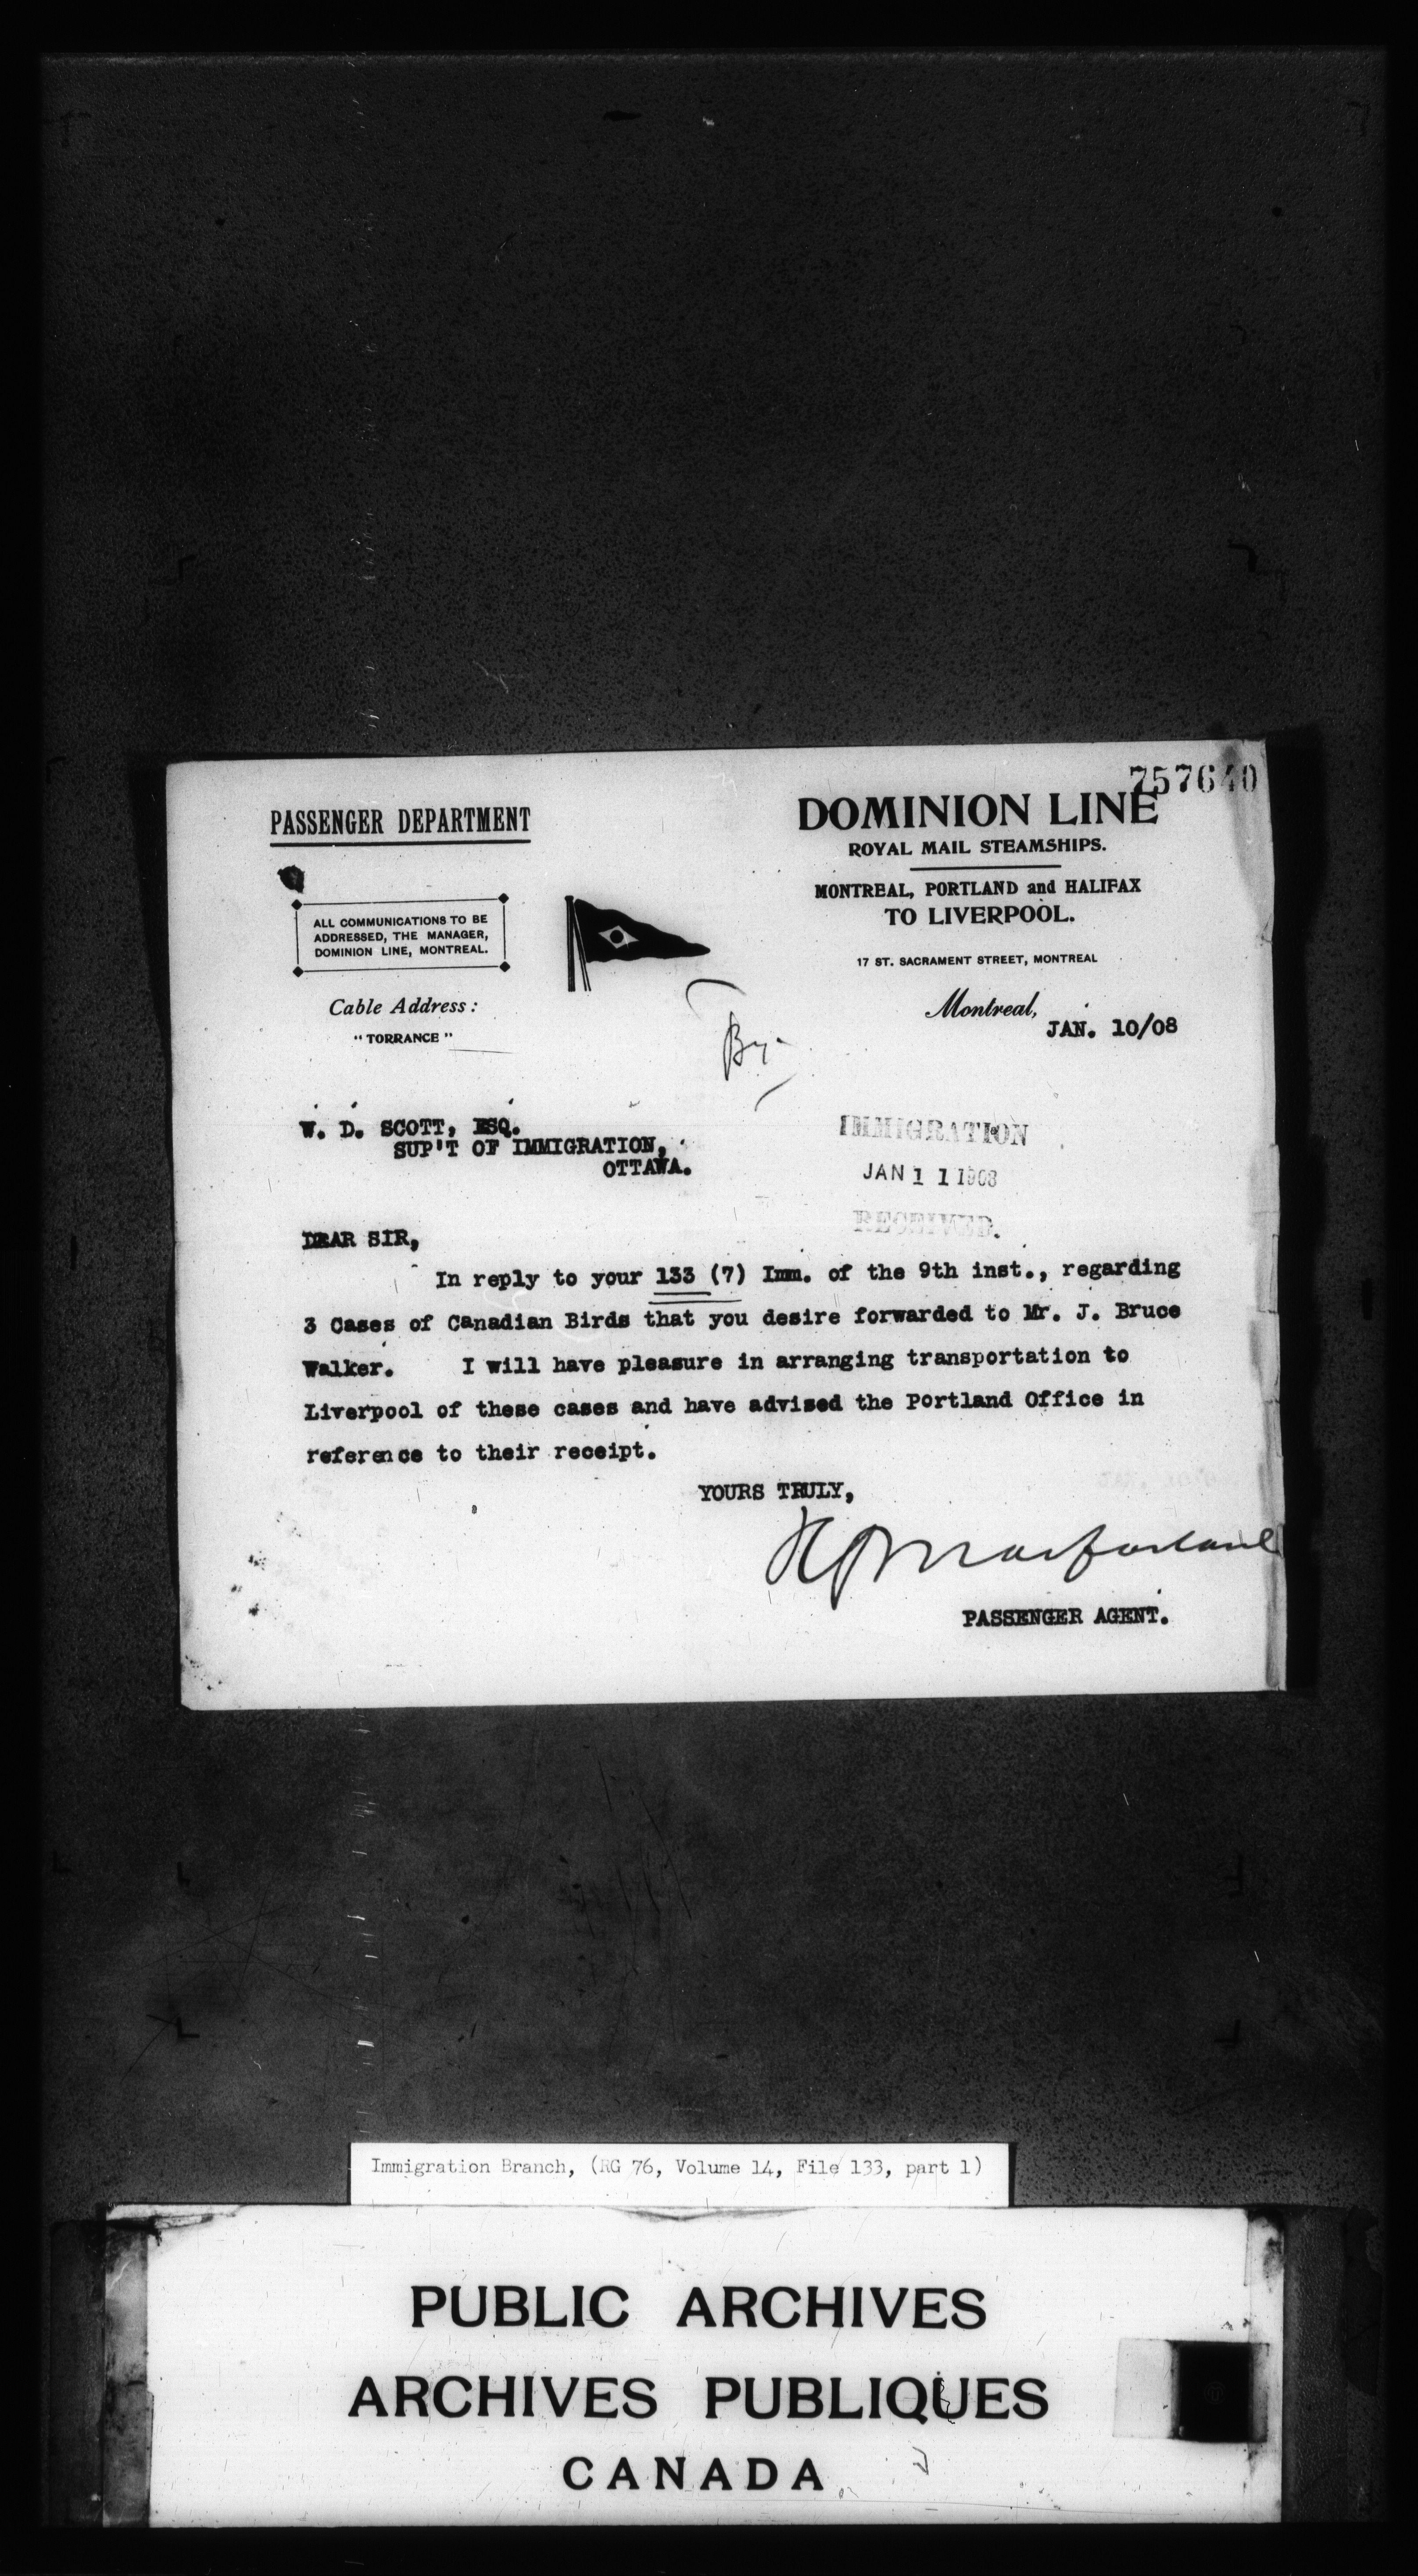 757640
PASSENGER DEPARTMENT
DOMINION LINE
ROYAL MAIL STEAMSHIPS.
MONTREAL, PORTLAND and HALIFAX
TO LIVERPOOL.
17 ST. SACRAMENT STREET, MONTREAL
ALL COMMUNICATIONS TO BE
ADDRESSED, THE MANAGER,
DOMINION LINE, MONTREAL.
Cable Address:
"TORRANCE"
Montreal,
JAN. 10/08
W. D. SCOTT, ESQ.
SUP'T OF IMMIGRATION,
OTTAWA.
IMMIGRATION
JAN 11 1908
RECEIVED.
DEAR SIR,
In reply to your 133 (7) Imm. of the 9th inst., regarding
3 Cases of Canadian Birds that you desire forwarded to Mr. J. Bruce
Walker. I will have pleasure in arranging transportation to
Liverpool of these cases and have advised the Portland Office in
reference to their receipt.
YOURS TRULY,
Macfarlane
PASSENGER AGENT.
Immigration Branch, (RG 76, Volume 14, File 133, part 1)
PUBLIC ARCHIVES
ARCHIVES PUBLIQUES
CANADA